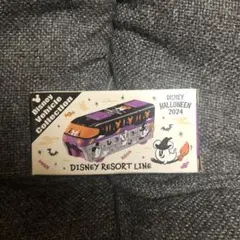 Disney
Vehicle
Collection
DISNEY
HALLOWEEN
2024
DISNEY RESORT LINE